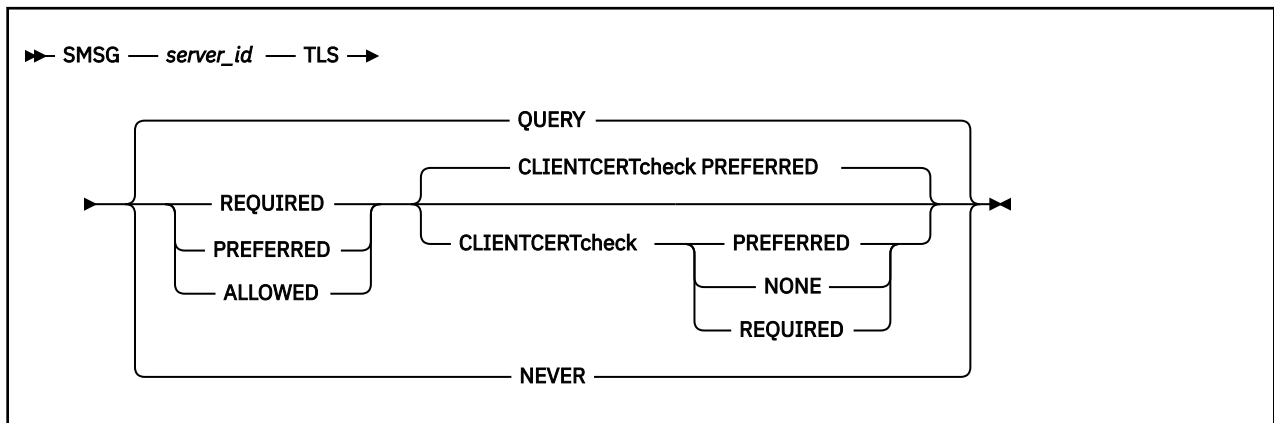 SMSG server_id TLS
QUERY
CLIENTCERTcheck PREFERRED
REQUIRED
PREFERRED
ALLOWED
CLIENTCERTcheck PREFERRED
NONE
REQUIRED
NEVER